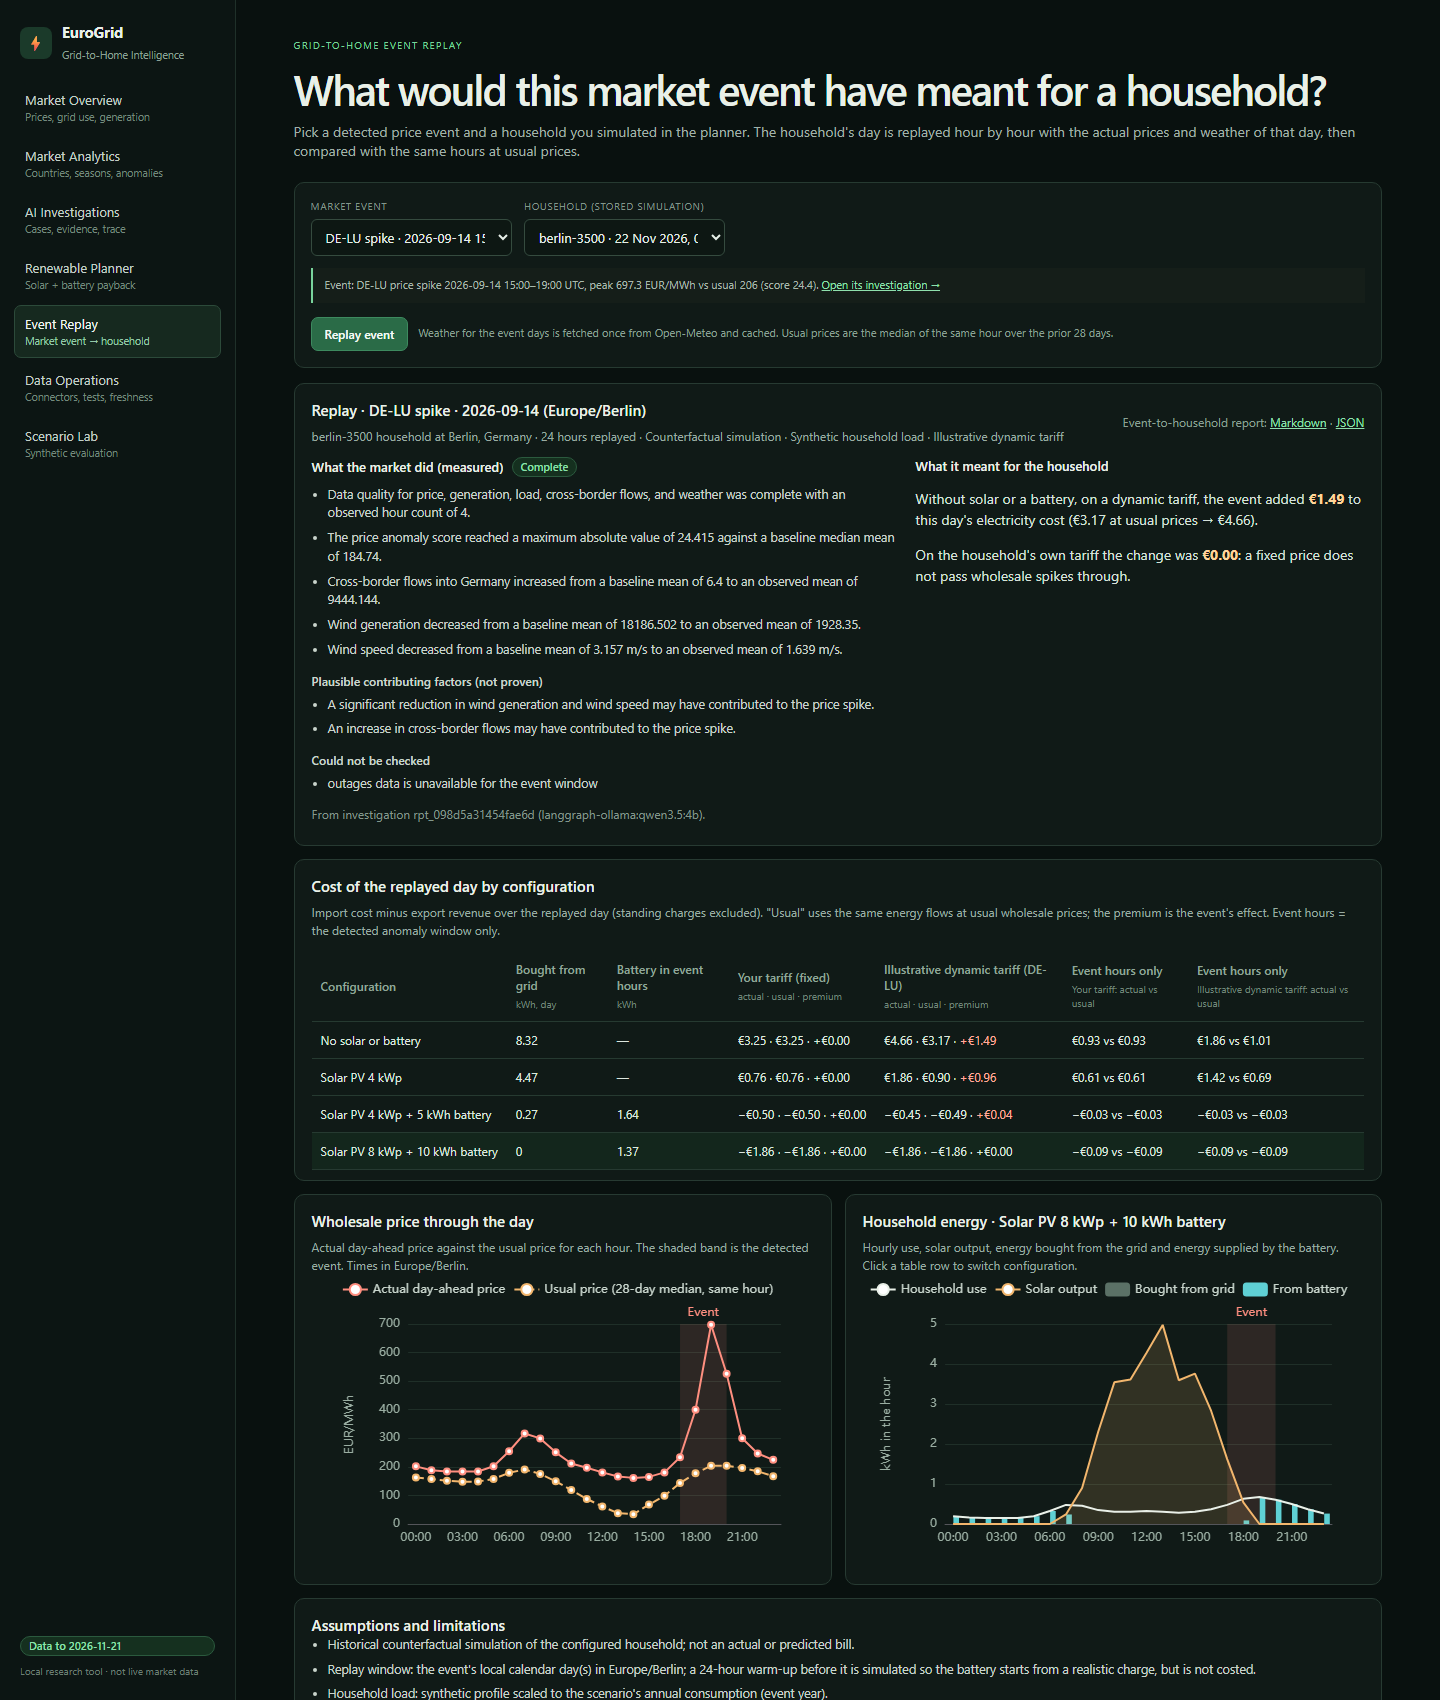 EuroGrid
Grid-to-Home Intelligence
Market Overview
Prices, grid use, generation
Market Analytics
Countries, seasons, anomalies
AI Investigations
Cases, evidence, trace
Renewable Planner
Solar + battery payback
Event Replay
Market event → household
Data Operations
Connectors, tests, freshness
Scenario Lab
Synthetic evaluation
Data to 2026-11-21
Local research tool · not live market data
GRID-TO-HOME EVENT REPLAY
What would this market event have meant for a household?
Pick a detected price event and a household you simulated in the planner. The household's day is replayed hour by hour with the actual prices and weather of that day, then
compared with the same hours at usual prices.
MARKET EVENT
HOUSEHOLD (STORED SIMULATION)
DE-LU spike · 2026-09-14 15:
berlin-3500 · 22 Nov 2026, 0
Event: DE-LU price spike 2026-09-14 15:00–19:00 UTC, peak 697.3 EUR/MWh vs usual 206 (score 24.4). Open its investigation →
Replay event
Weather for the event days is fetched once from Open-Meteo and cached. Usual prices are the median of the same hour over the prior 28 days.
Replay · DE-LU spike · 2026-09-14 (Europe/Berlin)
berlin-3500 household at Berlin, Germany · 24 hours replayed · Counterfactual simulation · Synthetic household load · Illustrative dynamic tariff
Event-to-household report: Markdown · JSON
What the market did (measured) Complete
• Data quality for price, generation, load, cross-border flows, and weather was complete with an
observed hour count of 4.
• The price anomaly score reached a maximum absolute value of 24.415 against a baseline median mean
of 184.74.
• Cross-border flows into Germany increased from a baseline mean of 6.4 to an observed mean of
9444.144.
• Wind generation decreased from a baseline mean of 18186.502 to an observed mean of 1928.35.
• Wind speed decreased from a baseline mean of 3.157 m/s to an observed mean of 1.639 m/s.
Plausible contributing factors (not proven)
• A significant reduction in wind generation and wind speed may have contributed to the price spike.
• An increase in cross-border flows may have contributed to the price spike.
Could not be checked
• outages data is unavailable for the event window
From investigation rpt_098d5a31454fae6d (langgraph-ollama:qwen3.5:4b).
What it meant for the household
Without solar or a battery, on a dynamic tariff, the event added €1.49 to
this day's electricity cost (€3.17 at usual prices → €4.66).
On the household's own tariff the change was €0.00: a fixed price does
not pass wholesale spikes through.
Cost of the replayed day by configuration
Import cost minus export revenue over the replayed day (standing charges excluded). "Usual" uses the same energy flows at usual wholesale prices; the premium is the event's effect. Event hours =
the detected anomaly window only.
Configuration
Bought from
grid
kWh, day
Battery in event
hours
kWh
Your tariff (fixed)
actual · usual · premium
Illustrative dynamic tariff (DE-
LU)
actual · usual · premium
Event hours only
Your tariff: actual vs
usual
Event hours only
Illustrative dynamic tariff: actual vs
usual
No solar or battery 8.32 — €3.25 · €3.25 · +€0.00 €4.66 · €3.17 · +€1.49 €0.93 vs €0.93 €1.86 vs €1.01
Solar PV 4 kWp 4.47 — €0.76 · €0.76 · +€0.00 €1.86 · €0.90 · +€0.96 €0.61 vs €0.61 €1.42 vs €0.69
Solar PV 4 kWp + 5 kWh battery 0.27 1.64 −€0.50 · −€0.50 · +€0.00 −€0.45 · −€0.49 · +€0.04 −€0.03 vs −€0.03 −€0.03 vs −€0.03
Solar PV 8 kWp + 10 kWh battery 0 1.37 −€1.86 · −€1.86 · +€0.00 −€1.86 · −€1.86 · +€0.00 −€0.09 vs −€0.09 −€0.09 vs −€0.09
Wholesale price through the day
Actual day-ahead price against the usual price for each hour. The shaded band is the detected
event. Times in Europe/Berlin.
Actual day-ahead price Usual price (28-day median, same hour)
Event
EUR/MWh
700
600
500
400
300
200
100
0
00:00 03:00 06:00 09:00 12:00 15:00 18:00 21:00
Household energy · Solar PV 8 kWp + 10 kWh battery
Hourly use, solar output, energy bought from the grid and energy supplied by the battery.
Click a table row to switch configuration.
Household use Solar output Bought from grid From battery
Event
kWh in the hour
5
4
3
2
1
0
00:00 03:00 06:00 09:00 12:00 15:00 18:00 21:00
Assumptions and limitations
• Historical counterfactual simulation of the configured household; not an actual or predicted bill.
• Replay window: the event's local calendar day(s) in Europe/Berlin; a 24-hour warm-up before it is simulated so the battery starts from a realistic charge, but is not costed.
• Household load: synthetic profile scaled to the scenario's annual consumption (event year).